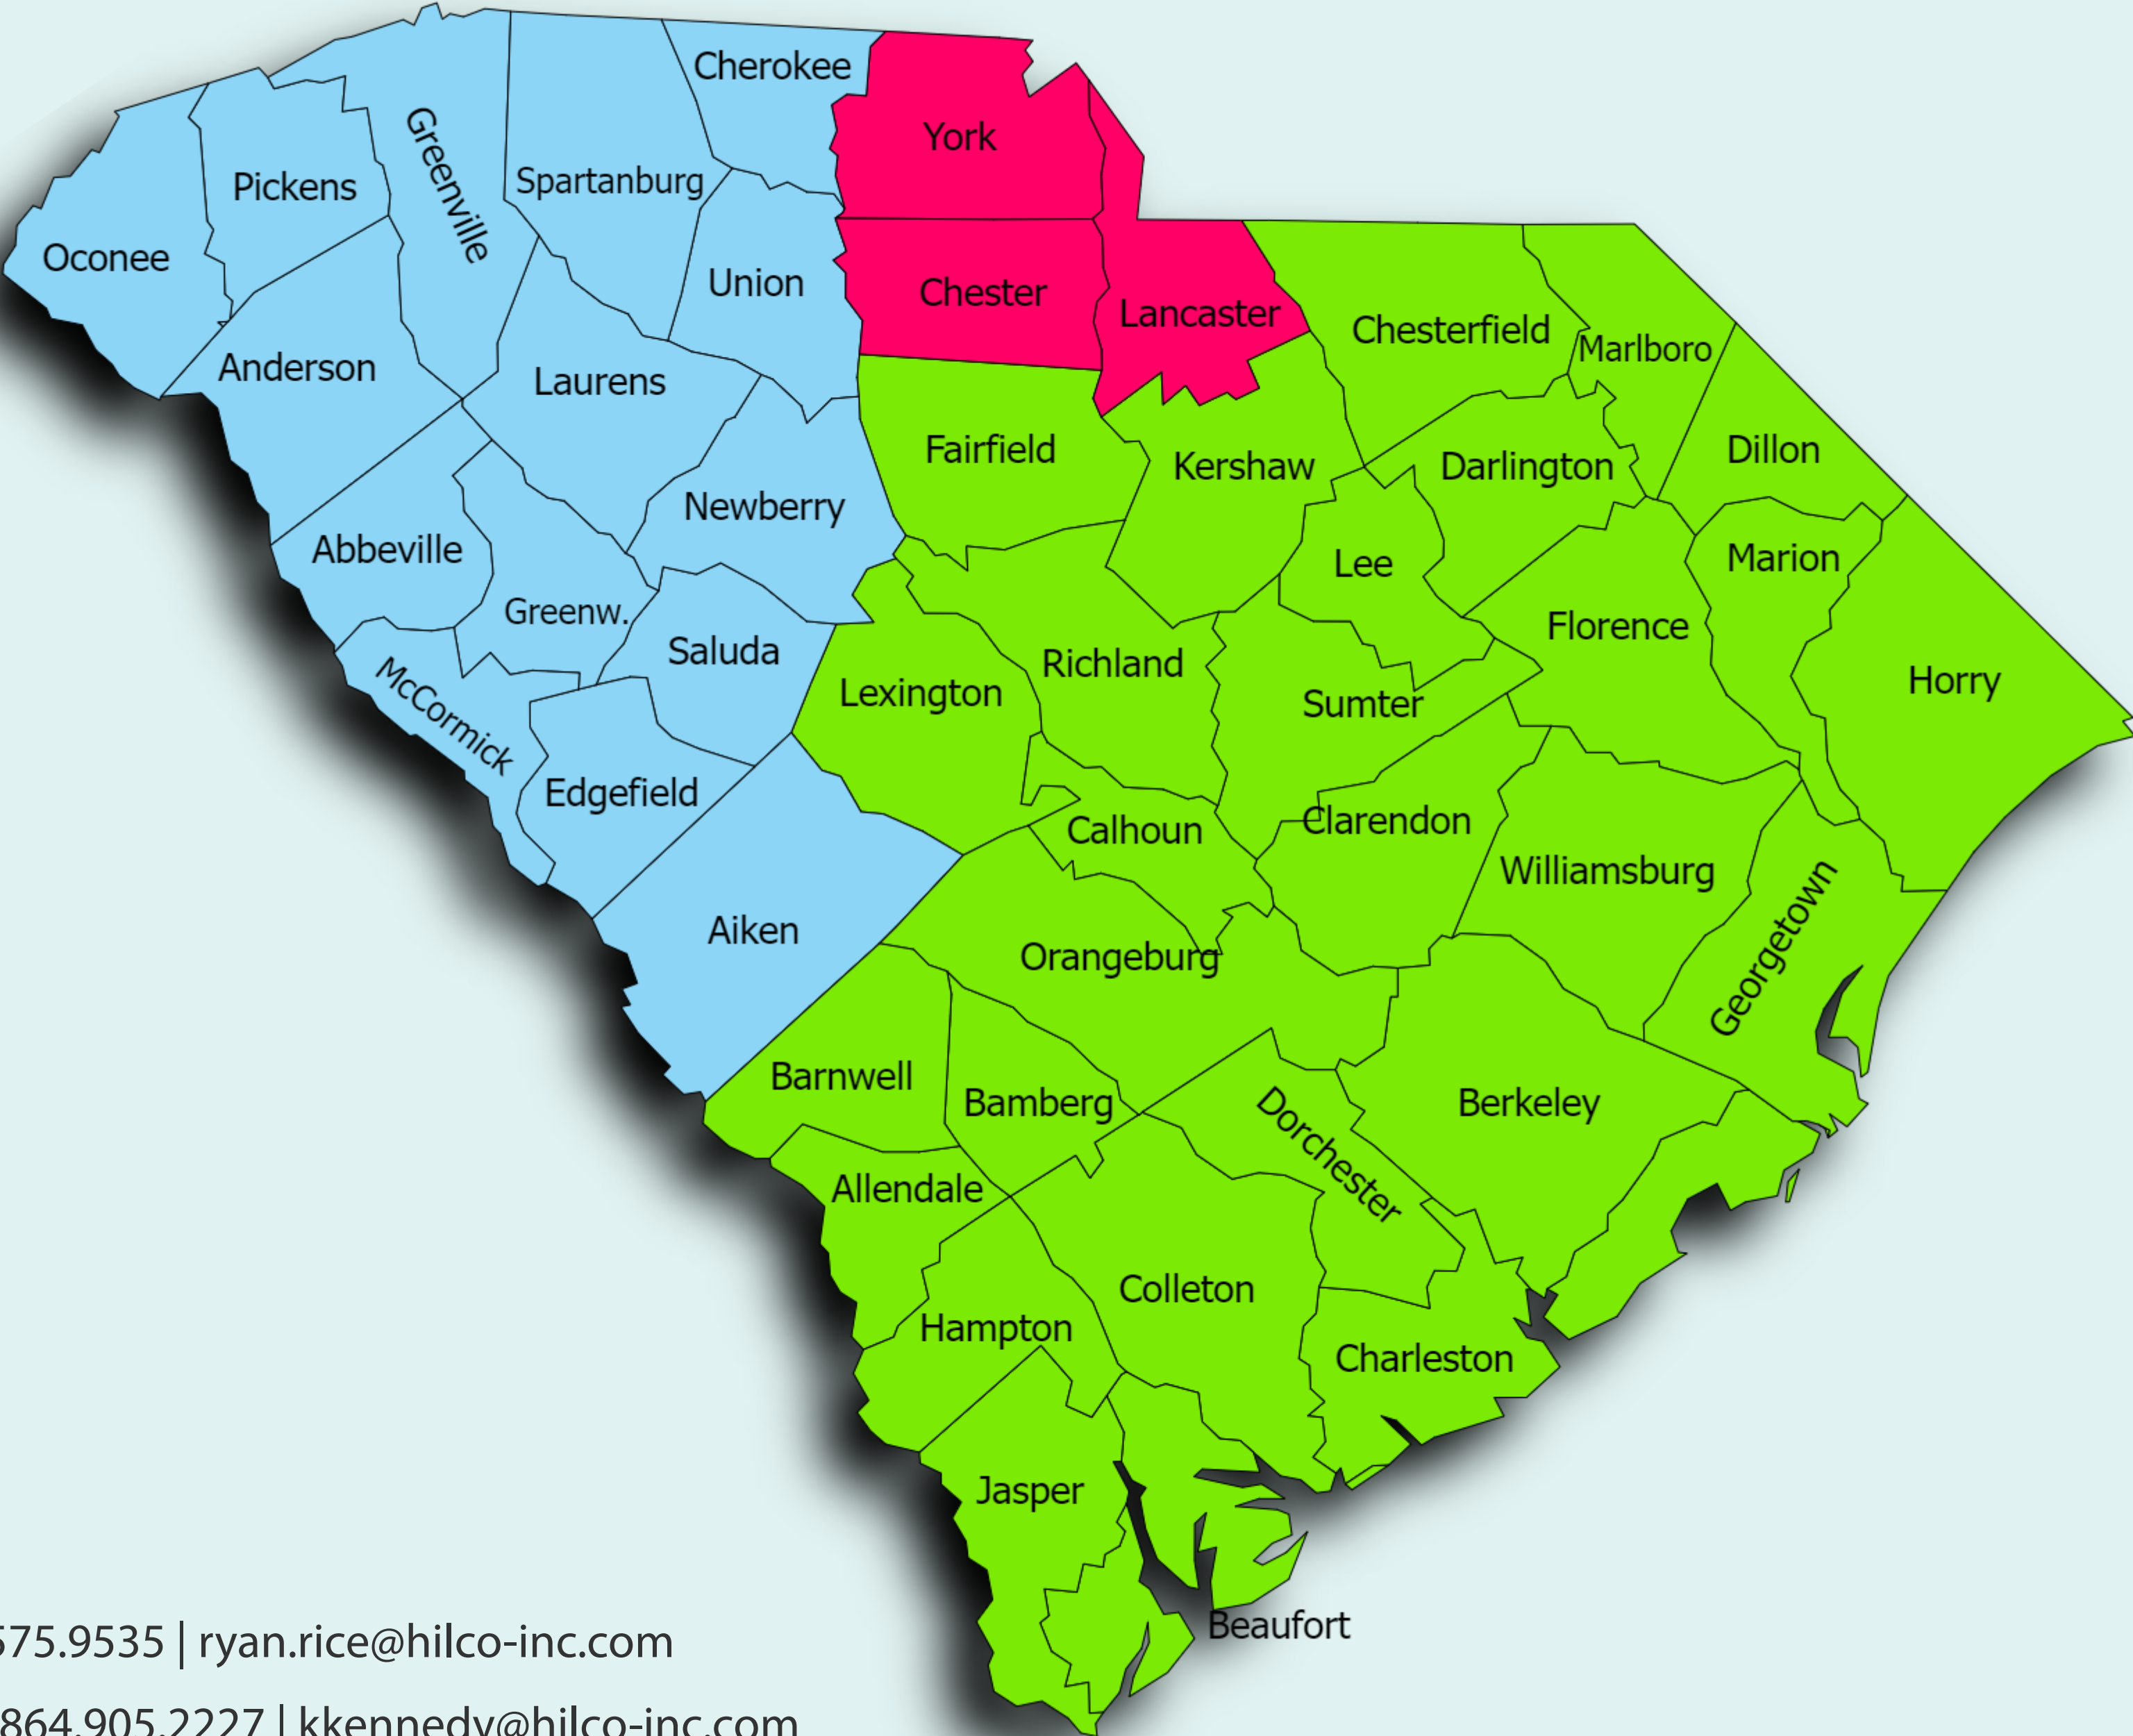 Cherokee
York
Greenville
Spartanburg
Pickens
Oconee
Union
Chester
Lancaster
Chesterfield
Marlboro
Anderson
Laurens
Fairfield
Kershaw
Darlington
Dillon
Newberry
Abbeville
Lee
Marion
Greenw.
Florence
Saluda
Richland
Lexington
Sumter
Horry
McCormick
Edgefield
Calhoun
Clarendon
Williamsburg
Aiken
Georgetown
Orangeburg
Barnwell
Bamberg
Berkeley
Dorchester
Allendale
Colleton
Hampton
Charleston
Jasper
Beaufort
575.9535 | ryan.rice@hilco-inc.com
864.905.2227 | kkennedy@hilco-inc.com